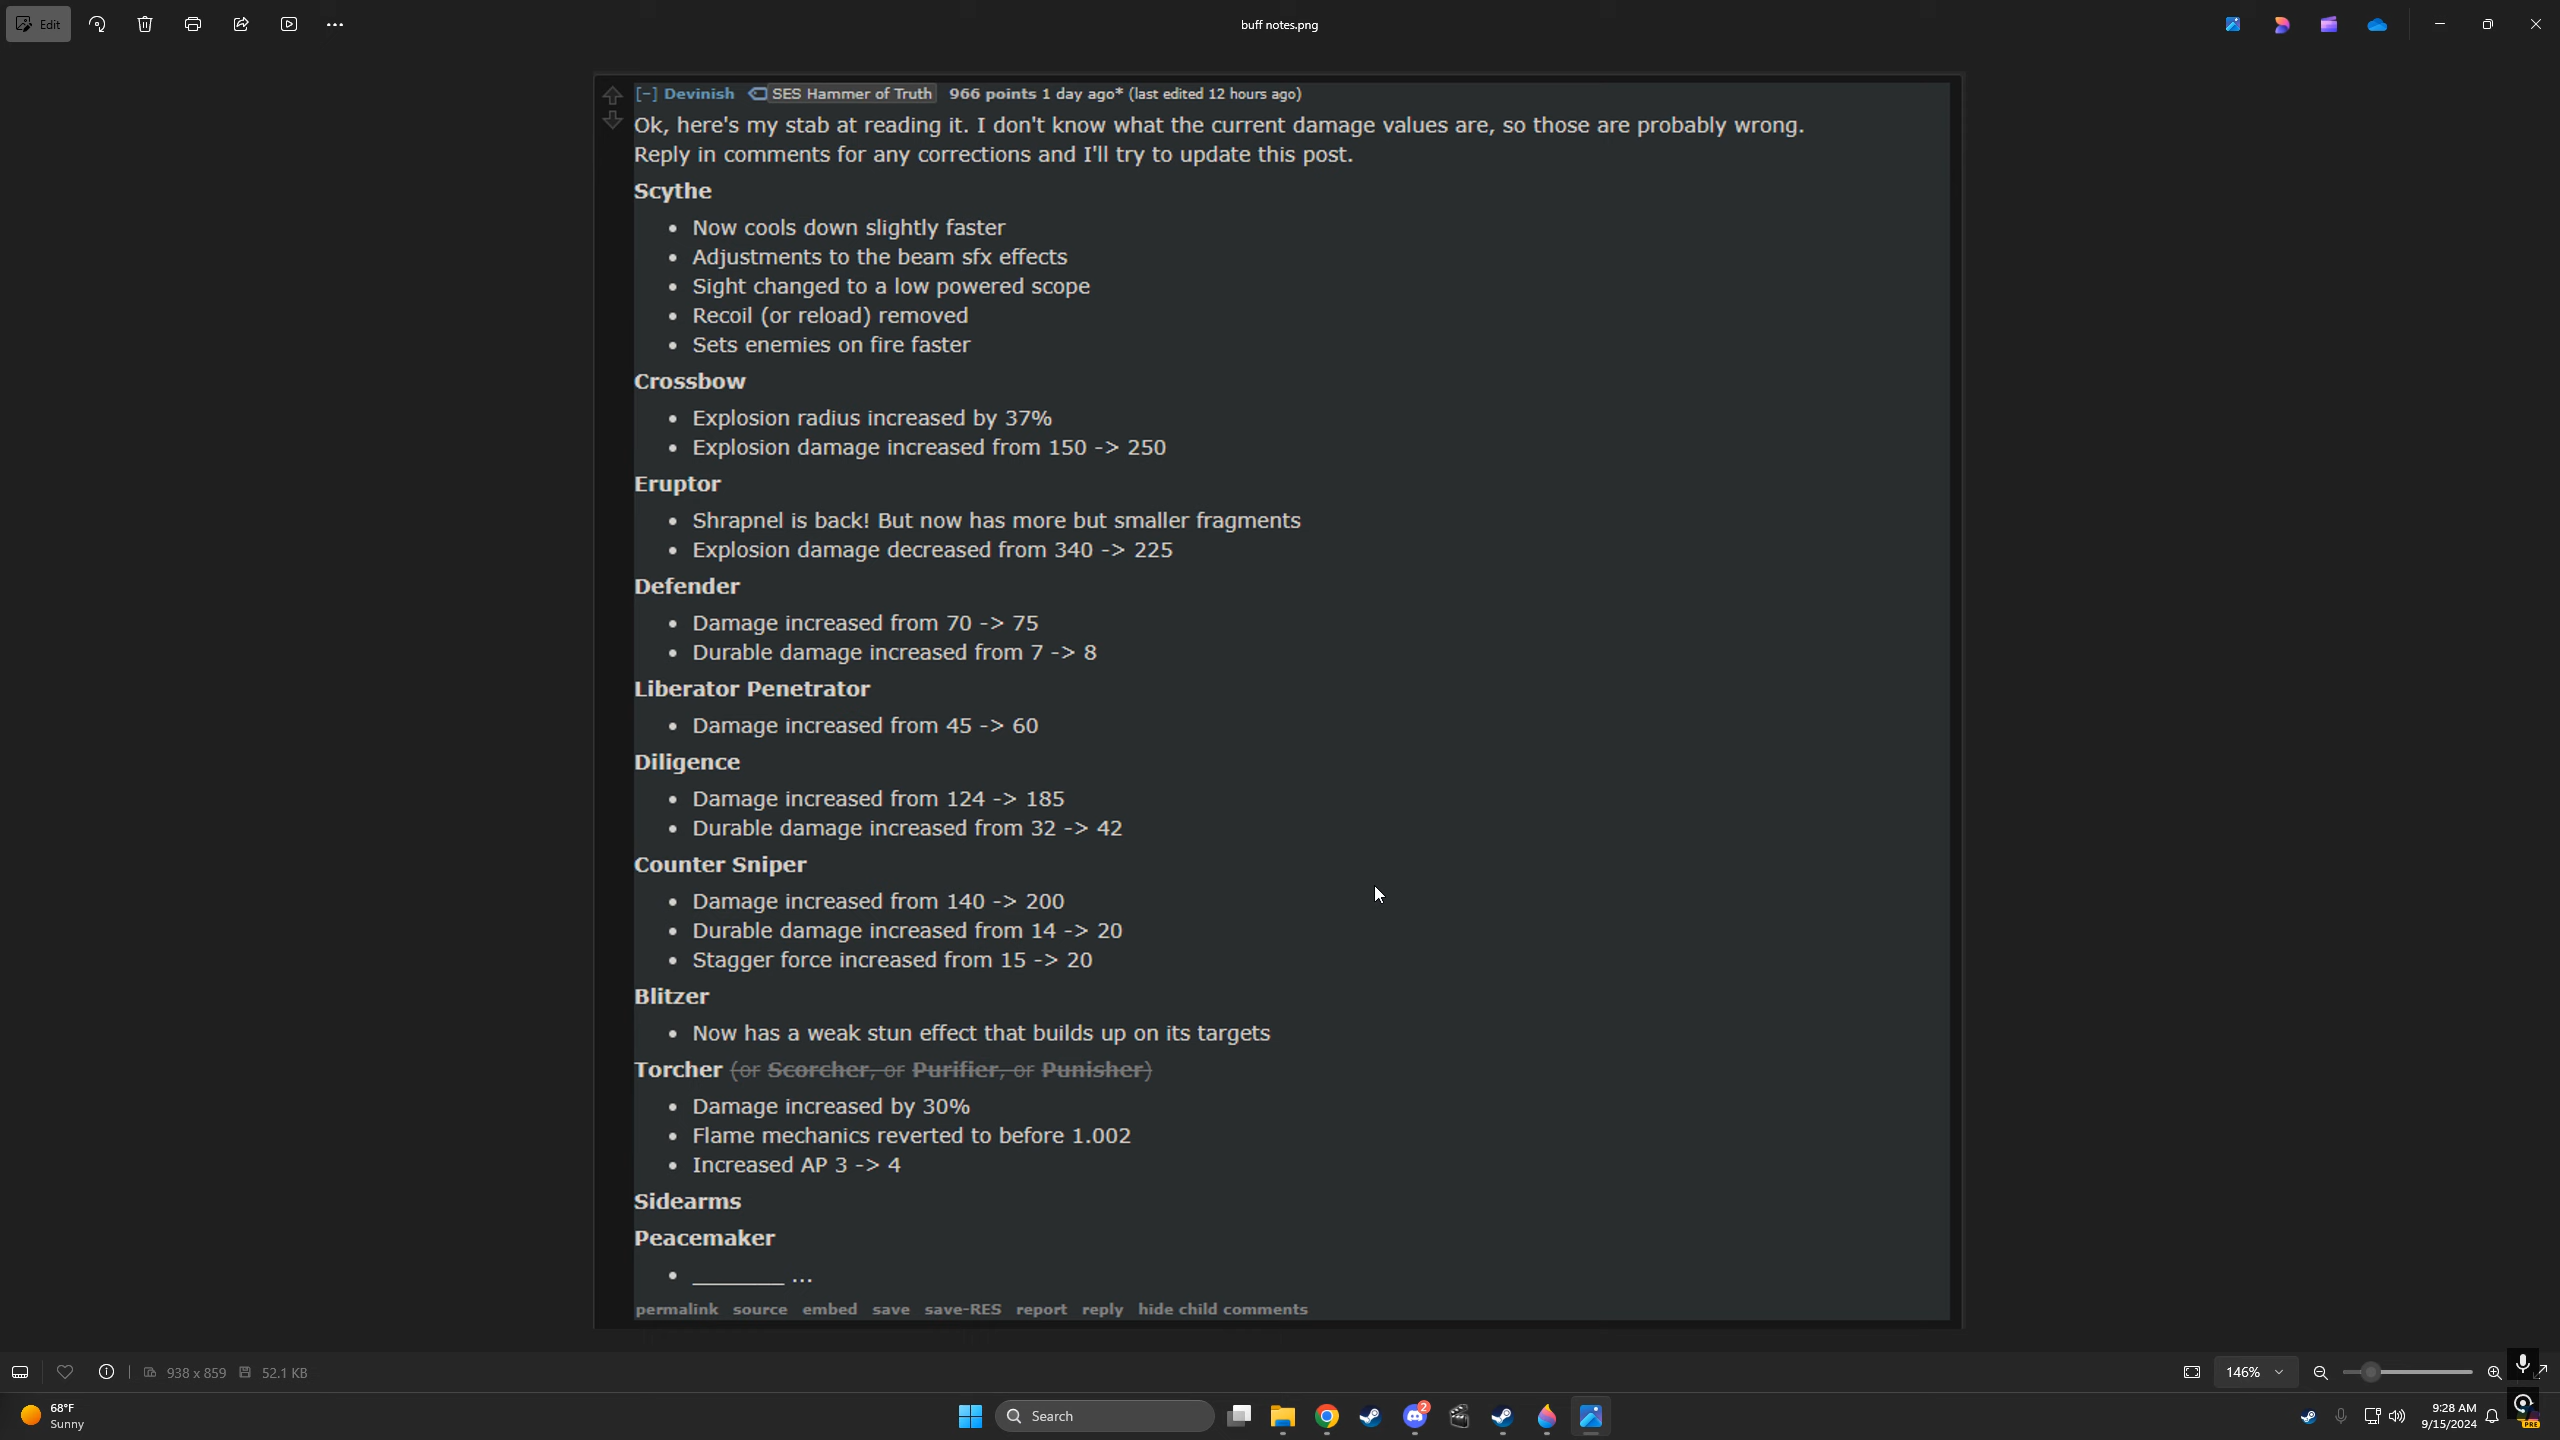 Edit
buff notes.png
[-] Devinish SES Hammer of Truth 966 points 1 day ago* (last edited 12 hours ago)
Ok, here's my stab at reading it. I don't know what the current damage values are, so those are probably wrong.
Reply in comments for any corrections and I'll try to update this post.
Scythe
• Now cools down slightly faster
• Adjustments to the beam sfx effects
• Sight changed to a low powered scope
• Recoil (or reload) removed
• Sets enemies on fire faster
Crossbow
• Explosion radius increased by 37%
• Explosion damage increased from 150 -> 250
Eruptor
• Shrapnel is back! But now has more but smaller fragments
• Explosion damage decreased from 340 -> 225
Defender
• Damage increased from 70 -> 75
• Durable damage increased from 7 -> 8
Liberator Penetrator
• Damage increased from 45 -> 60
Diligence
• Damage increased from 124 -> 185
• Durable damage increased from 32 -> 42
Counter Sniper
• Damage increased from 140 -> 200
• Durable damage increased from 14 -> 20
• Stagger force increased from 15 -> 20
Blitzer
• Now has a weak stun effect that builds up on its targets
Torcher (or Scorcher, or Purifier, or Punisher)
• Damage increased by 30%
• Flame mechanics reverted to before 1.002
• Increased AP 3 -> 4
Sidearms
Peacemaker
• _______ ...
permalink source embed save save-RES report reply hide child comments
938 x 859 52.1 KB 146%
68°F
Sunny
Search
2
9:28 AM
9/15/2024
PRE